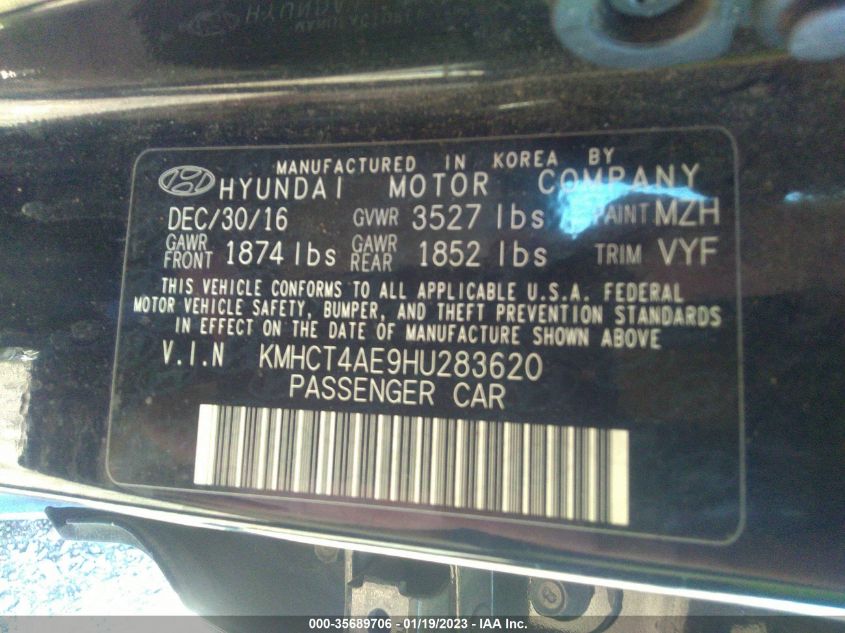 MANUFACTURED IN KOREA BY
HYUNDAI MOTOR COMPANY
DEC/30/16 GVWR 3527 lbs PAINT MZH
GAWR FRONT 1874 lbs GAWR REAR 1852 lbs TRIM VYF
THIS VEHICLE CONFORMS TO ALL APPLICABLE U.S.A. FEDERAL
MOTOR VEHICLE SAFETY, BUMPER, AND THEFT PREVENTION STANDARDS
IN EFFECT ON THE DATE OF MANUFACTURE SHOWN ABOVE
V.I.N KMHCT4AE9HU283620
PASSENGER CAR
000-35689706 - 01/19/2023 - IAA Inc.